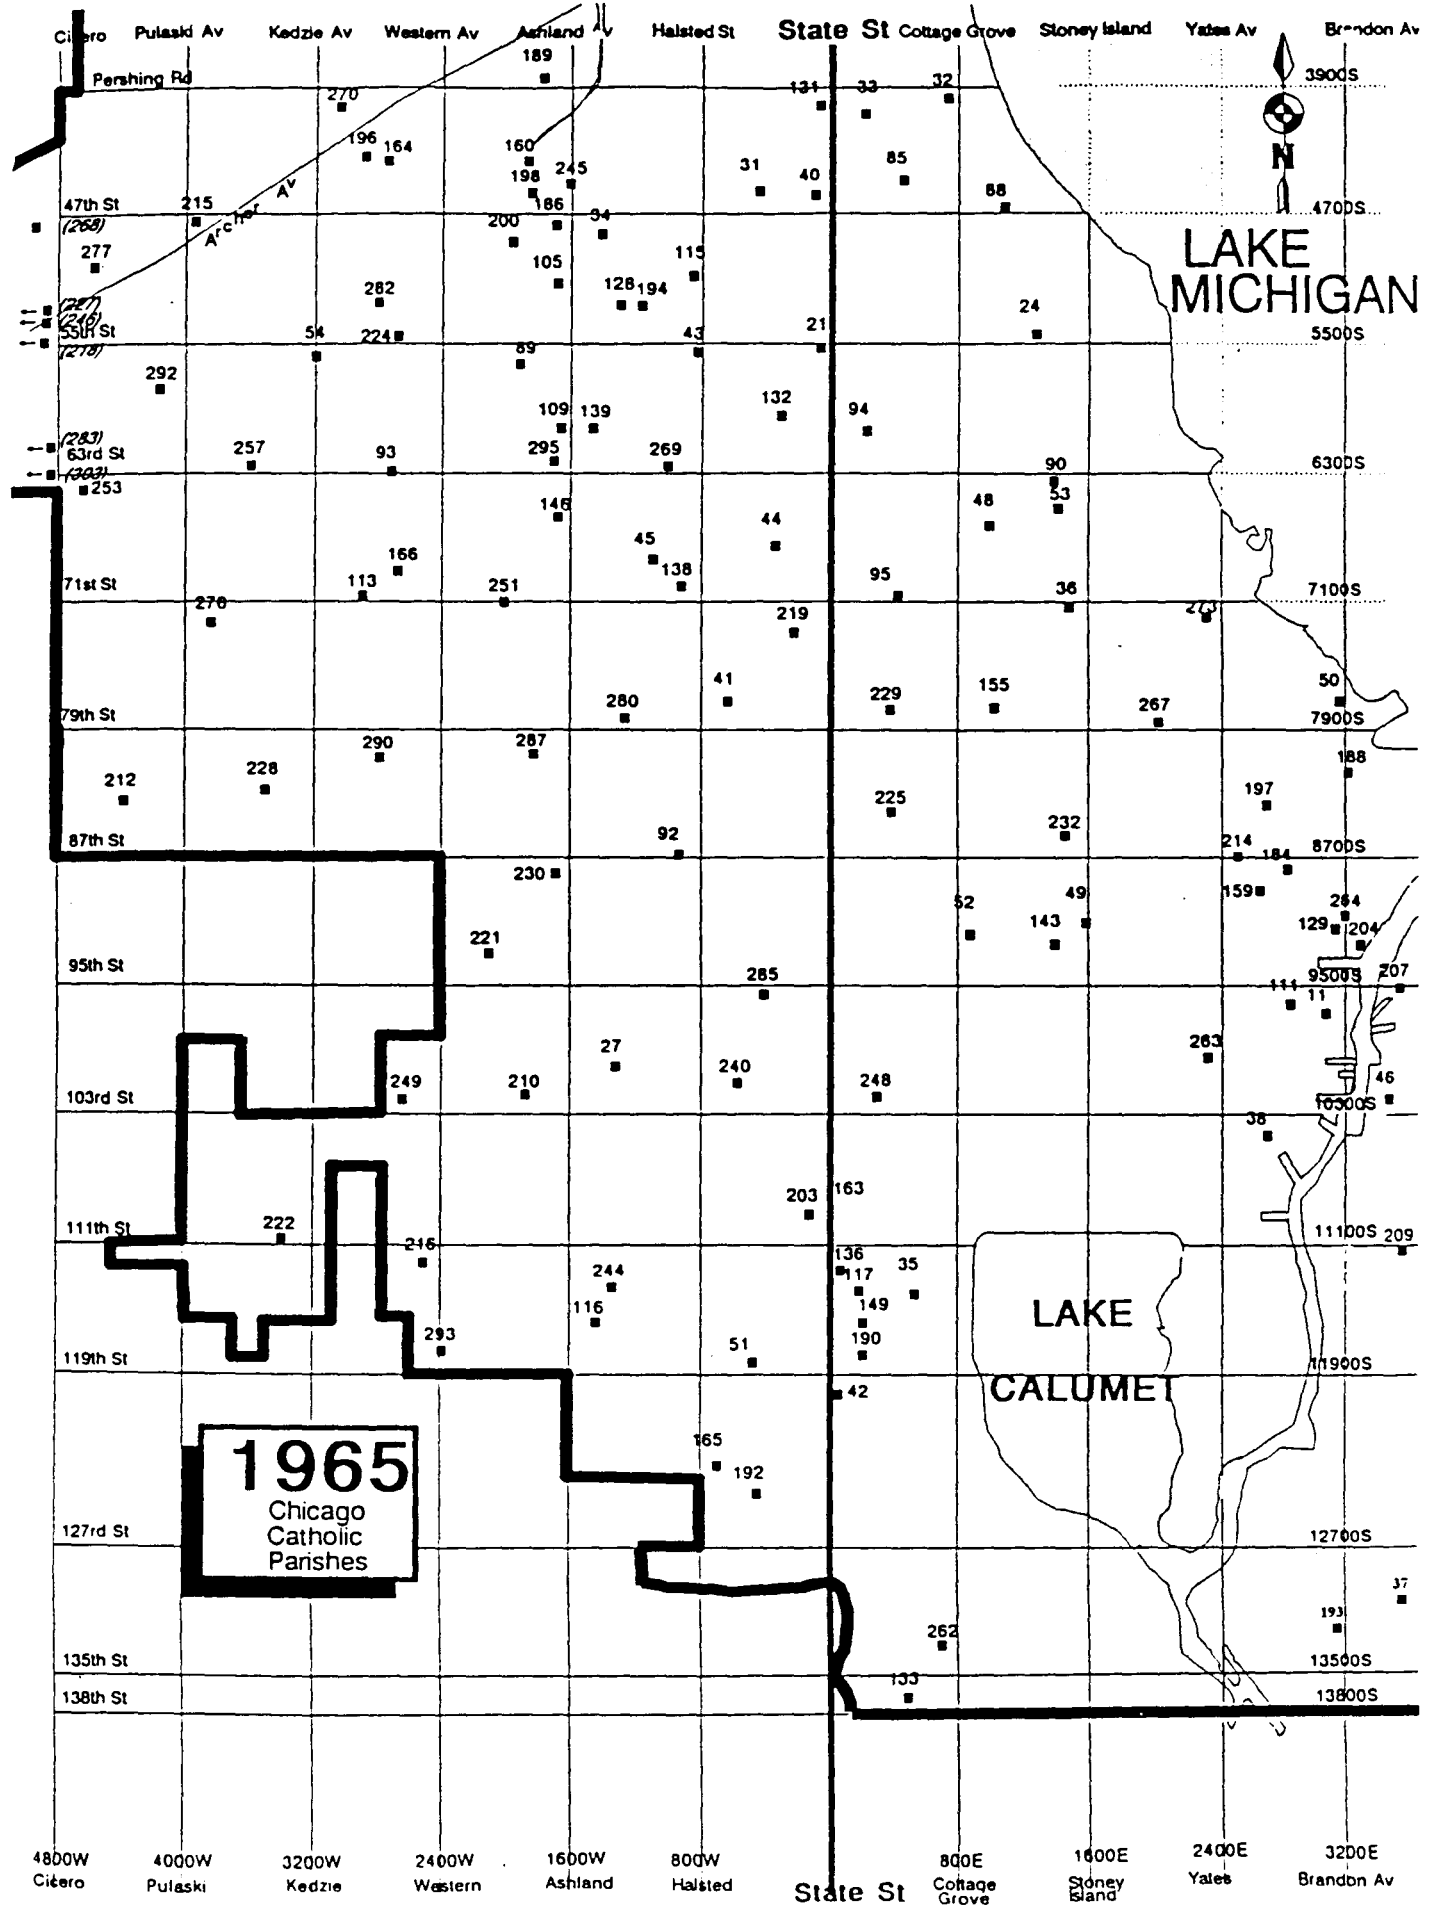 Cicero Pulaski Av Kedzie Av Western Av Ashland Av Halsted St State St Cottage Grove Stoney Island Yates Av Brandon Av
189
Pershing Rd 3900S
270 131 33 32
196 164 160 245 31 40 85
198 88
N
47th St 215 186 34 4700S
(268) Archer Av 200
277 105 115
LAKE
MICHIGAN
282 128 194
(227)
(246) 24
55th St 54 224 43 21 5500S
(218) 89
292
132 94
109 139
(283)
63rd St 257 93 295 269 6300S
(303) 90
253 53
146 48 44
45
166 138
71st St 113 251 95 36 7100S
276 219 273
41 50
280 229 155 267
79th St 7900S
290 287 188
212 228 225 197
232
87th St 92 214 8700S
230 184
159
52 49 254
143 129 204
221
95th St 285 9500S 207
111 11
27 263
249 210 240 248 46
103rd St 10300S
38
203 163
111th St 222 11100S 209
216 136
244 117 35
116 149
LAKE
CALUMET
293 51 190
119th St 11900S
42
1965
Chicago
Catholic
Parishes
165
192
127rd St 12700S
37
193
262
135th St 13500S
133
138th St 13800S
4800W 4000W 3200W 2400W 1600W 800W 800E 1600E 2400E 3200E
Cicero Pulaski Kedzie Western Ashland Halsted State St Cottage Grove Stoney Island Yates Brandon Av